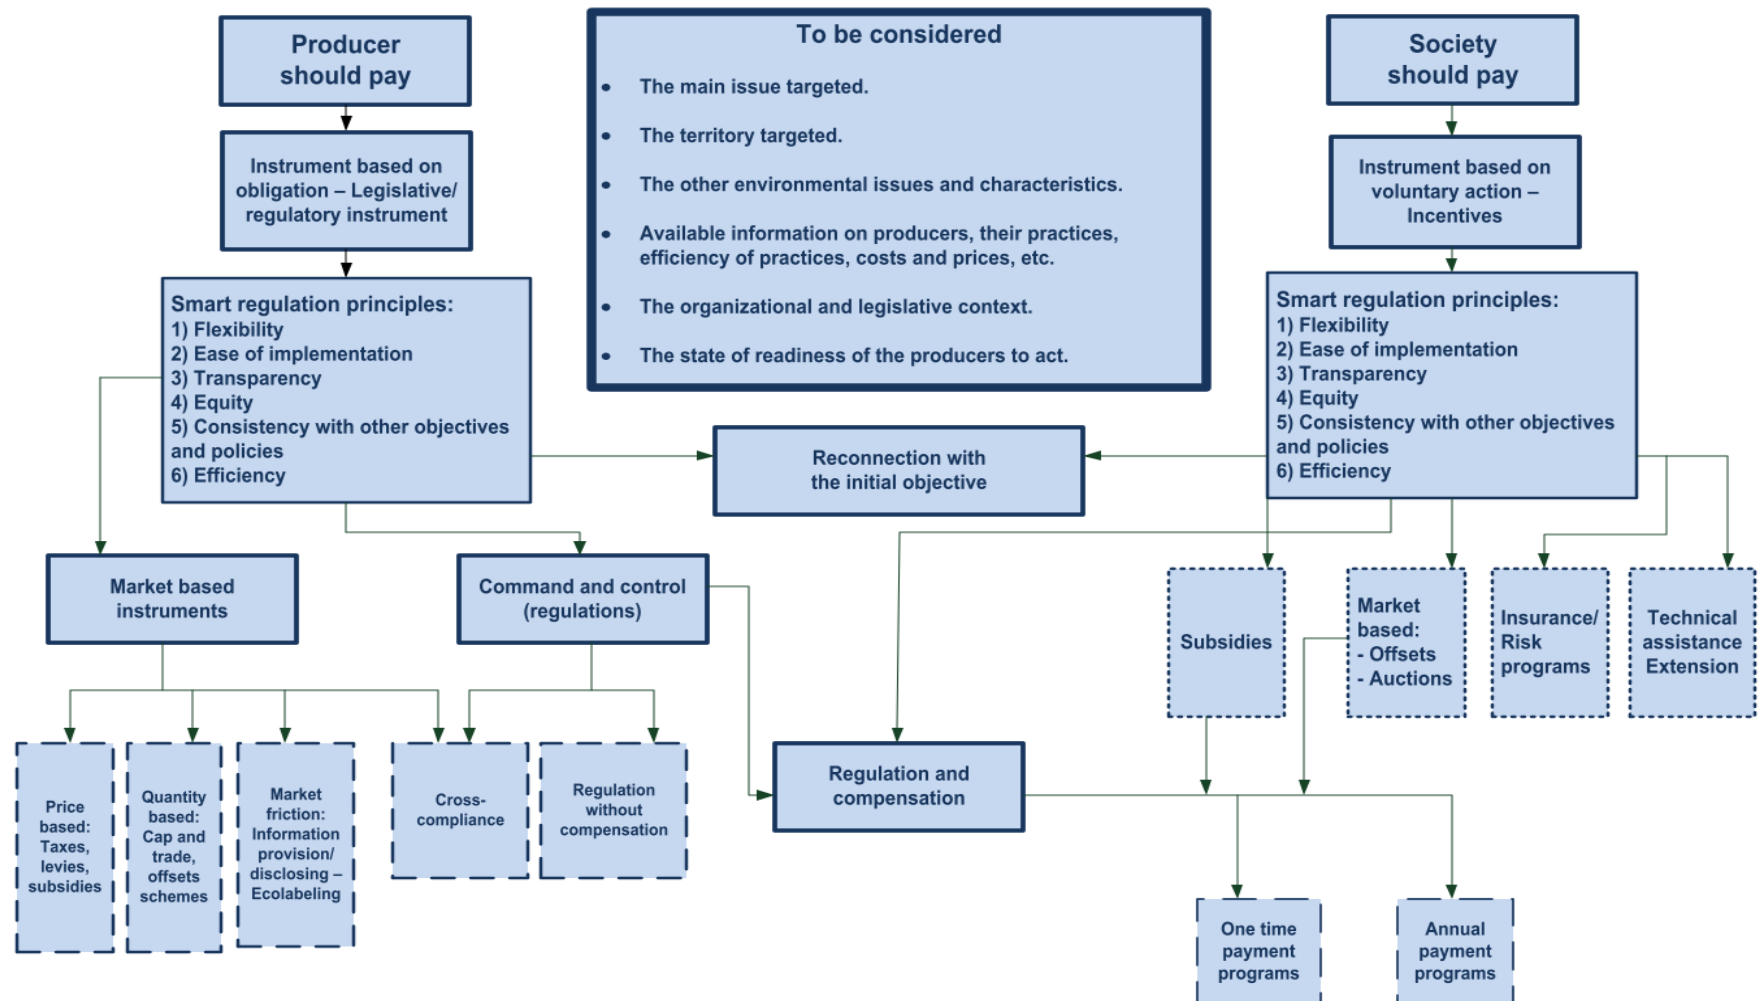 Producer
should pay
To be considered
• The main issue targeted.
• The territory targeted.
• The other environmental issues and characteristics.
• Available information on producers, their practices,
efficiency of practices, costs and prices, etc.
• The organizational and legislative context.
• The state of readiness of the producers to act.
Society
should pay
Instrument based on
obligation – Legislative/
regulatory instrument
Instrument based on
voluntary action –
Incentives
Smart regulation principles:
1) Flexibility
2) Ease of implementation
3) Transparency
4) Equity
5) Consistency with other objectives
and policies
6) Efficiency
Smart regulation principles:
1) Flexibility
2) Ease of implementation
3) Transparency
4) Equity
5) Consistency with other objectives
and policies
6) Efficiency
Reconnection with
the initial objective
Market based
instruments
Command and control
(regulations)
Subsidies
Market
based:
- Offsets
- Auctions
Insurance/
Risk
programs
Technical
assistance
Extension
Price
based:
Taxes,
levies,
subsidies
Quantity
based:
Cap and
trade,
offsets
schemes
Market
friction:
Information
provision/
disclosing –
Ecolabeling
Cross-
compliance
Regulation
without
compensation
Regulation and
compensation
One time
payment
programs
Annual
payment
programs